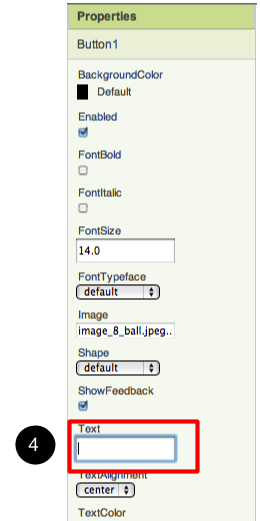 Properties
Button1
BackgroundColor
Default
Enabled
FontBold
FontItalic
FontSize
14.0
FontTypeface
default
Image
image_8_ball.jpeg..
Shape
default
ShowFeedback
4
Text
TextAlignment
center
TextColor